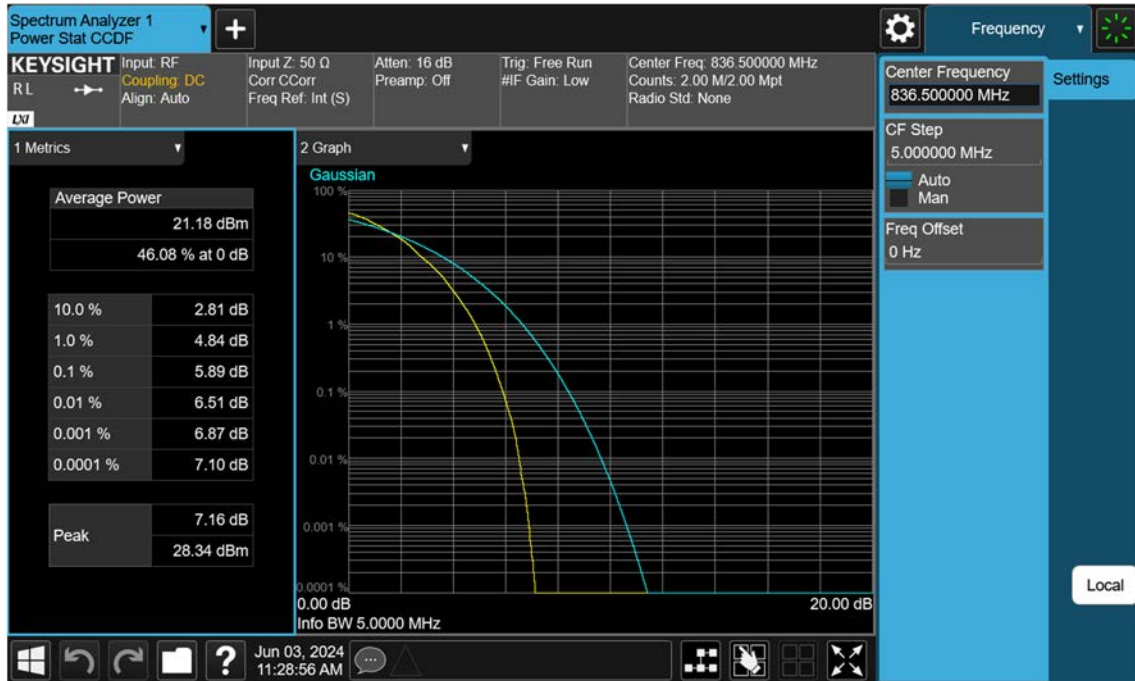 Spectrum Analyzer 1
Power Stat CCDF
Frequency
KEYSIGHT
RL
LXI
Input: RF
Coupling: DC
Align: Auto
Input Z: 50 Ω
Corr CCorr
Freq Ref: Int (S)
Atten: 16 dB
Preamp: Off
Trig: Free Run
#IF Gain: Low
Center Freq: 836.500000 MHz
Counts: 2.00 M/2.00 Mpt
Radio Std: None
Center Frequency
836.500000 MHz
Settings
CF Step
5.000000 MHz
Auto
Man
Freq Offset
0 Hz
Local
1 Metrics
Average Power
21.18 dBm
46.08 % at 0 dB
10.0 % 2.81 dB
1.0 % 4.84 dB
0.1 % 5.89 dB
0.01 % 6.51 dB
0.001 % 6.87 dB
0.0001 % 7.10 dB
Peak
7.16 dB
28.34 dBm
2 Graph
Gaussian
100 %
10 %
1 %
0.1 %
0.01 %
0.001 %
0.0001 %
0.00 dB 20.00 dB
Info BW 5.0000 MHz
?
Jun 03, 2024
11:28:56 AM